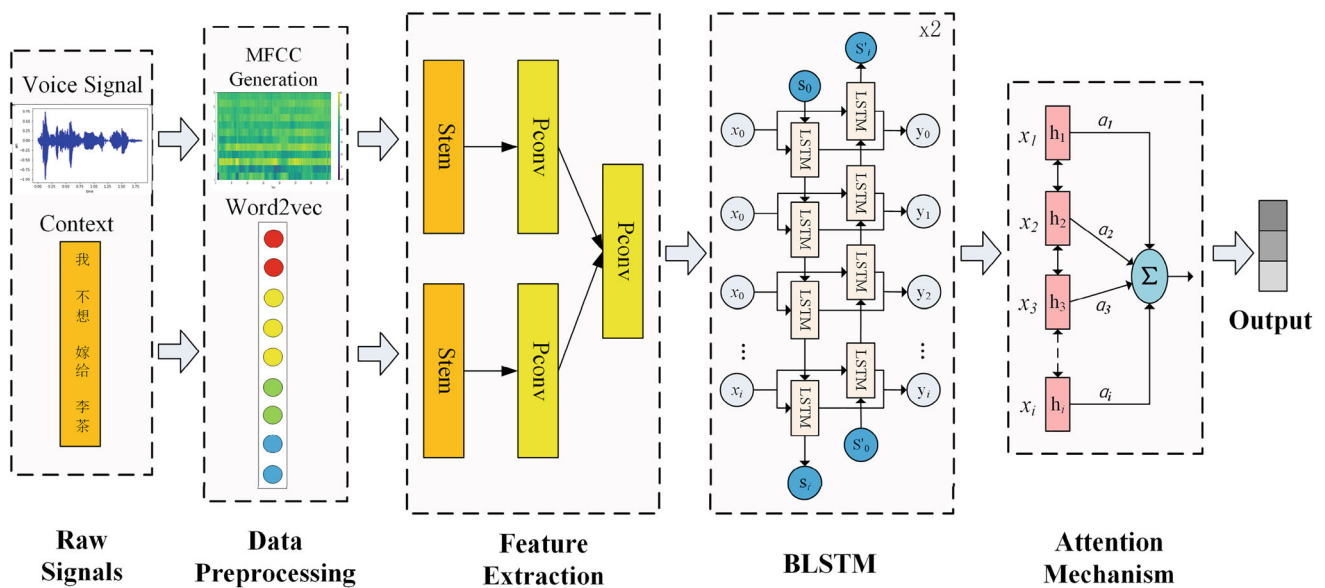 Voice Signal
Context
我
不
想
嫁
给
李
茶
Raw
Signals
MFCC
Generation
Word2vec
Data
Preprocessing
Stem
Pconv
Stem
Pconv
Pconv
Feature
Extraction
x2
S'i
s0
x0
LSTM
LSTM
y0
x0
LSTM
LSTM
y1
x0
LSTM
LSTM
y2
...
...
xi
LSTM
LSTM
yi
S'0
si
BLSTM
x1
h1
a1
x2
h2
a2
x3
h3
a3
xi
hi
ai
Σ
Attention
Mechanism
Output